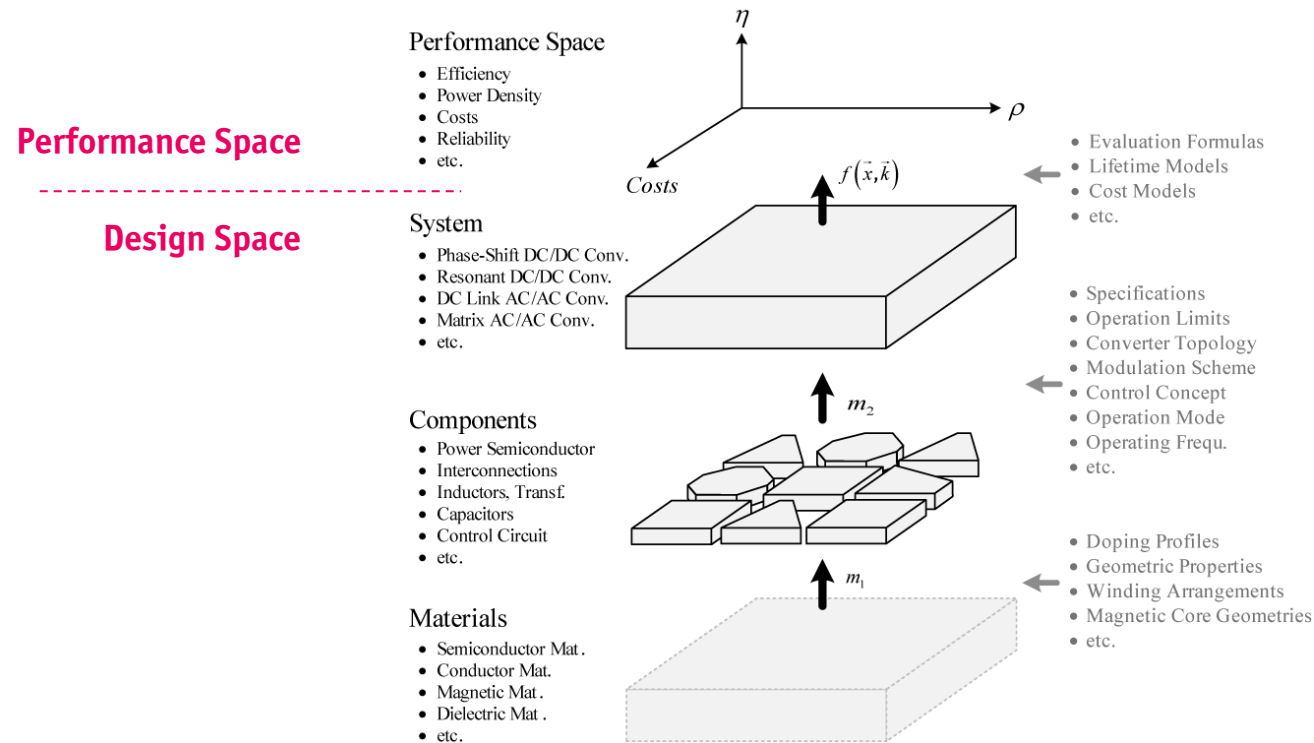 Performance Space
Design Space
Performance Space
• Efficiency
• Power Density
• Costs
• Reliability
• etc.
η
ρ
Costs
• Evaluation Formulas
• Lifetime Models
• Cost Models
• etc.
f(x⃗,k⃗)
System
• Phase-Shift DC/DC Conv.
• Resonant DC/DC Conv.
• DC Link AC/AC Conv.
• Matrix AC/AC Conv.
• etc.
• Specifications
• Operation Limits
• Converter Topology
• Modulation Scheme
• Control Concept
• Operation Mode
• Operating Frequ.
• etc.
m₂
Components
• Power Semiconductor
• Interconnections
• Inductors, Transf.
• Capacitors
• Control Circuit
• etc.
• Doping Profiles
• Geometric Properties
• Winding Arrangements
• Magnetic Core Geometries
• etc.
m₁
Materials
• Semiconductor Mat.
• Conductor Mat.
• Magnetic Mat.
• Dielectric Mat.
• etc.